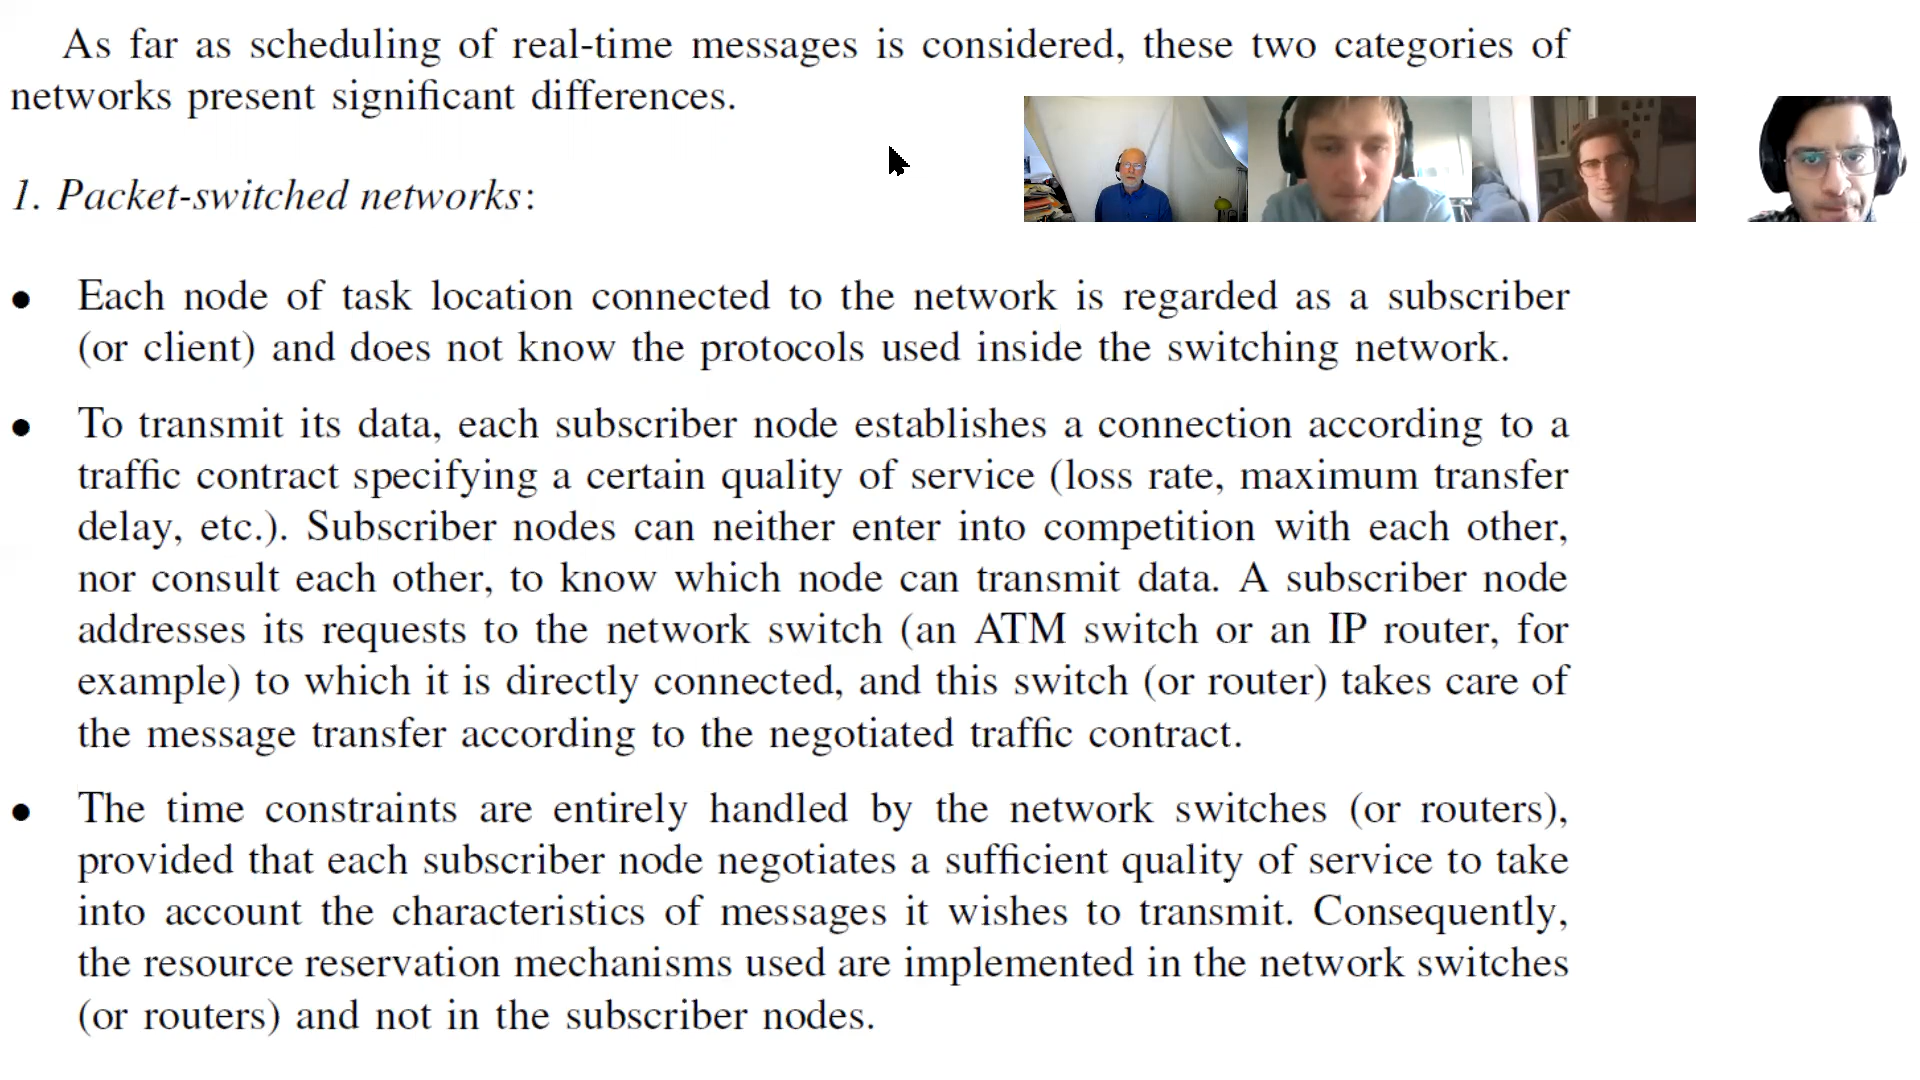 As far as scheduling of real-time messages is considered, these two categories of
networks present significant differences.
1. Packet-switched networks:
• Each node of task location connected to the network is regarded as a subscriber
(or client) and does not know the protocols used inside the switching network.
• To transmit its data, each subscriber node establishes a connection according to a
traffic contract specifying a certain quality of service (loss rate, maximum transfer
delay, etc.). Subscriber nodes can neither enter into competition with each other,
nor consult each other, to know which node can transmit data. A subscriber node
addresses its requests to the network switch (an ATM switch or an IP router, for
example) to which it is directly connected, and this switch (or router) takes care of
the message transfer according to the negotiated traffic contract.
• The time constraints are entirely handled by the network switches (or routers),
provided that each subscriber node negotiates a sufficient quality of service to take
into account the characteristics of messages it wishes to transmit. Consequently,
the resource reservation mechanisms used are implemented in the network switches
(or routers) and not in the subscriber nodes.